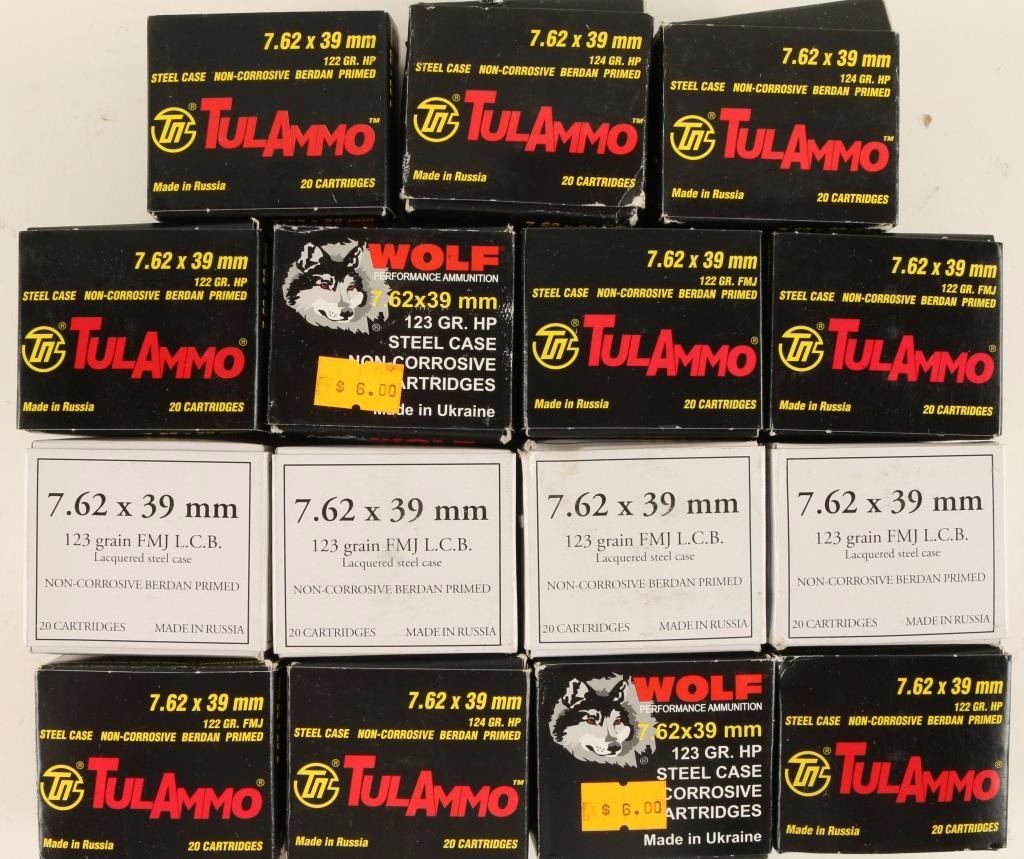 7.62 x 39 mm
122 GR. HP
STEEL CASE NON-CORROSIVE BERDAN PRIMED
TulAmmo™
Made in Russia
20 CARTRIDGES
7.62 x 39 mm
124 GR. HP
STEEL CASE NON-CORROSIVE BERDAN PRIMED
TulAmmo™
Made in Russia
20 CARTRIDGES
7.62 x 39 mm
124 GR. HP
STEEL CASE NON-CORROSIVE BERDAN PRIMED
TulAmmo™
Made in Russia
20 CARTRIDGES
7.62 x 39 mm
122 GR. HP
STEEL CASE NON-CORROSIVE BERDAN PRIMED
TulAmmo®
Made in Russia
20 CARTRIDGES
WOLF
PERFORMANCE AMMUNITION
7.62x39 mm
123 GR. HP
STEEL CASE
NON-CORROSIVE
ARTRIDGES
$ 6.00
Made in Ukraine
7.62 x 39 mm
122 GR. FMJ
STEEL CASE NON-CORROSIVE BERDAN PRIMED
TulAmmo®
Made in Russia
20 CARTRIDGES
7.62 x 39 mm
122 GR. FMJ
STEEL CASE NON-CORROSIVE BERDAN PRIMED
TulAmmo®
Made in Russia
20 CARTRIDGES
WOLF
7.62 x 39 mm
123 grain FMJ L.C.B.
Lacquered steel case
NON-CORROSIVE BERDAN PRIMED
20 CARTRIDGES MADE IN RUSSIA
7.62 x 39 mm
123 grain FMJ L.C.B.
Lacquered steel case
NON-CORROSIVE BERDAN PRIMED
20 CARTRIDGES MADE IN RUSSIA
7.62 x 39 mm
123 grain FMJ L.C.B.
Lacquered steel case
NON-CORROSIVE BERDAN PRIMED
20 CARTRIDGES MADE IN RUSSIA
7.62 x 39 mm
123 grain FMJ L.C.B.
Lacquered steel case
NON-CORROSIVE BERDAN PRIMED
20 CARTRIDGES MADE IN RUSSIA
7.62 x 39 mm
122 GR. FMJ
STEEL CASE NON-CORROSIVE BERDAN PRIMED
TulAmmo®
Made in Russia
20 CARTRIDGES
7.62 x 39 mm
124 GR. HP
STEEL CASE NON-CORROSIVE BERDAN PRIMED
TulAmmo™
Made in Russia
20 CARTRIDGES
WOLF
PERFORMANCE AMMUNITION
7.62x39 mm
123 GR. HP
STEEL CASE
CORROSIVE
ARTRIDGES
$ 6.00
Made in Ukraine
7.62 x 39 mm
122 GR. HP
STEEL CASE NON-CORROSIVE BERDAN PRIMED
TulAmmo®
Made in Russia
20 CARTRIDGES